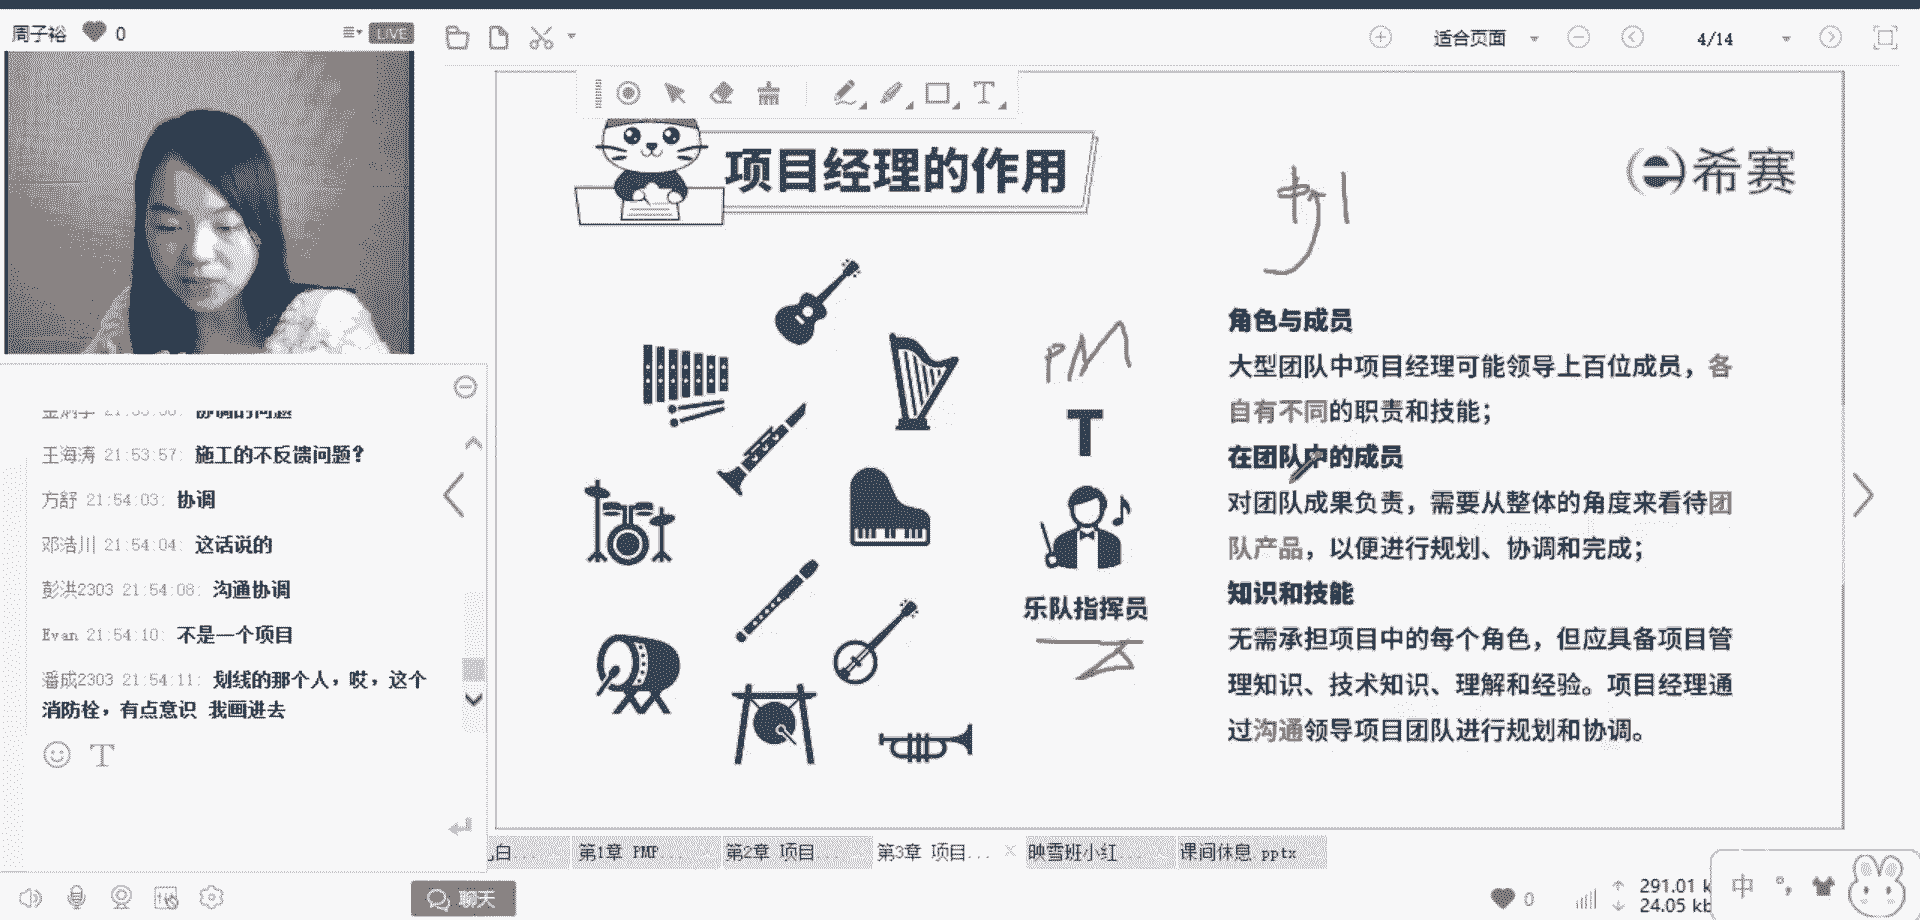 周子裕 0 LIVE
适合页面 4/14
项目经理的作用
希赛
PM
T
乐队指挥员
角色与成员
大型团队中项目经理可能领导上百位成员，各
自有不同的职责和技能；
在团队中的成员
对团队成果负责，需要从整体的角度来看待团
队产品，以便进行规划、协调和完成；
知识和技能
无需承担项目中的每个角色，但应具备项目管
理知识、技术知识、理解和经验。项目经理通
过沟通领导项目团队进行规划和协调。
协调的问题
王海涛 21:53:57: 施工的不反馈问题？
方舒 21:54:03: 协调
邓浩川 21:54:04: 这话说的
彭洪2303 21:54:08: 沟通协调
Evan 21:54:10: 不是一个项目
潘成2303 21:54:11: 划线的那个人，哎，这个
消防栓，有点意识 我画进去
T
白... 第1章 PMP... 第2章 项目... 第3章 项目... × 映雪班小红... 课间休息.pptx
聊天
0
291.01 k
24.05 kb
中